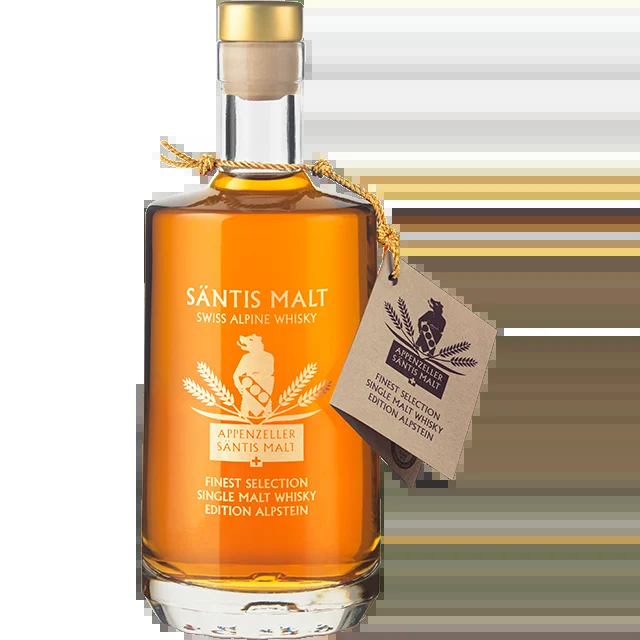 SÄNTIS MALT
SWISS ALPINE WHISKY
APPENZELLER
SÄNTIS MALT
FINEST SELECTION
SINGLE MALT WHISKY
EDITION ALPSTEIN
APPENZELLER
SÄNTIS MALT
FINEST SELECTION
SINGLE MALT WHISKY
EDITION ALPSTEIN